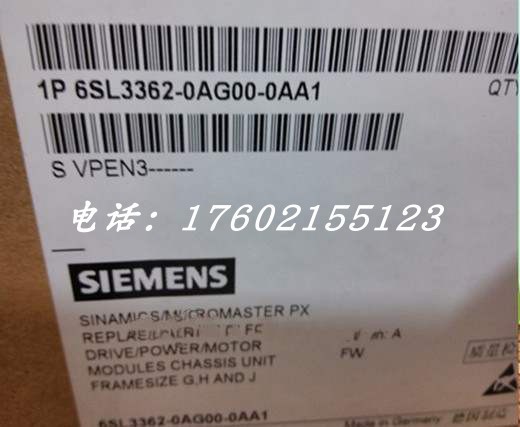 1P 6SL3362-0AG00-0AA1
QTY
S VPEN3------
电话：17602155123
SIEMENS
SINAMICS/MICROMASTER PX
DRIVE/POWER/MOTOR
MODULES CHASSIS UNIT
FRAMESIZE G,H AND J
A
FW
6SL3362-0AG00-0AA1
Made in Germany